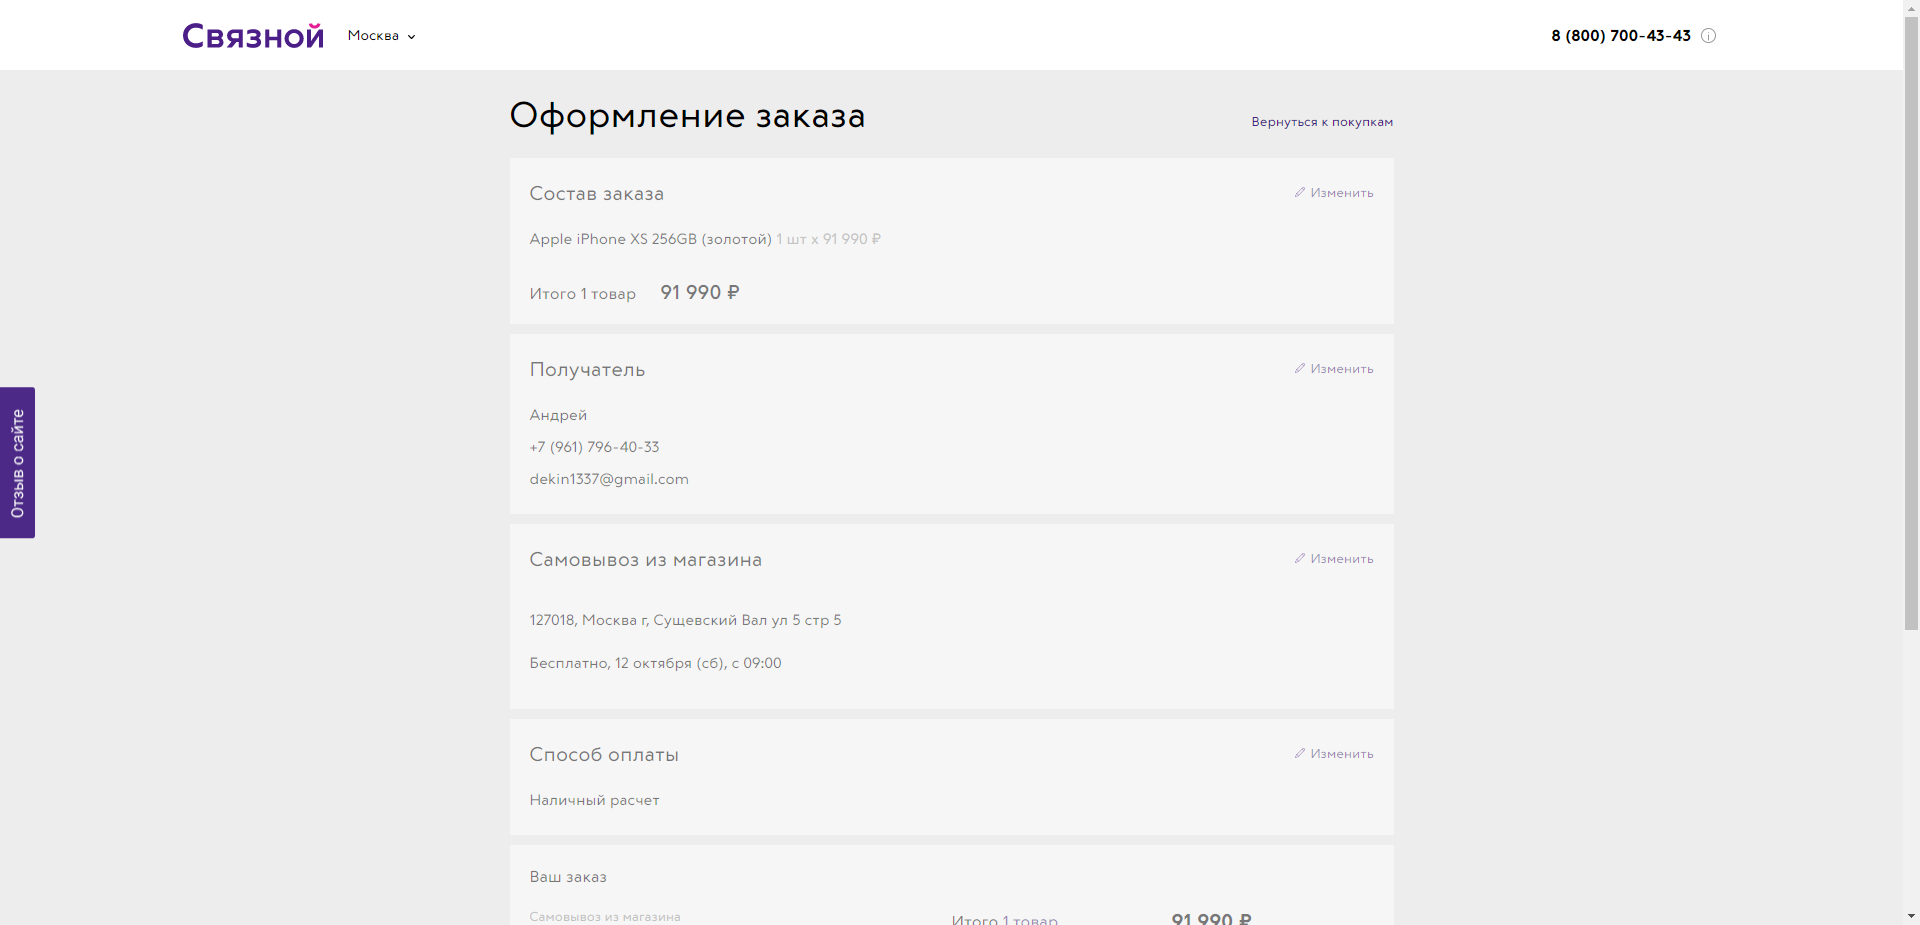 Связной Москва 8 (800) 700-43-43
Оформление заказа
Вернуться к покупкам
Состав заказа
Изменить
Apple iPhone XS 256GB (золотой) 1 шт x 91 990 ₽
Итого 1 товар 91 990 ₽
Получатель
Изменить
Андрей
+7 (961) 796-40-33
dekin1337@gmail.com
Отзыв о сайте
Самовывоз из магазина
Изменить
127018, Москва г, Сущевский Вал ул 5 стр 5
Бесплатно, 12 октября (сб), с 09:00
Способ оплаты
Изменить
Наличный расчет
Ваш заказ
Самовывоз из магазина
Итого 1 товар 91 990 ₽